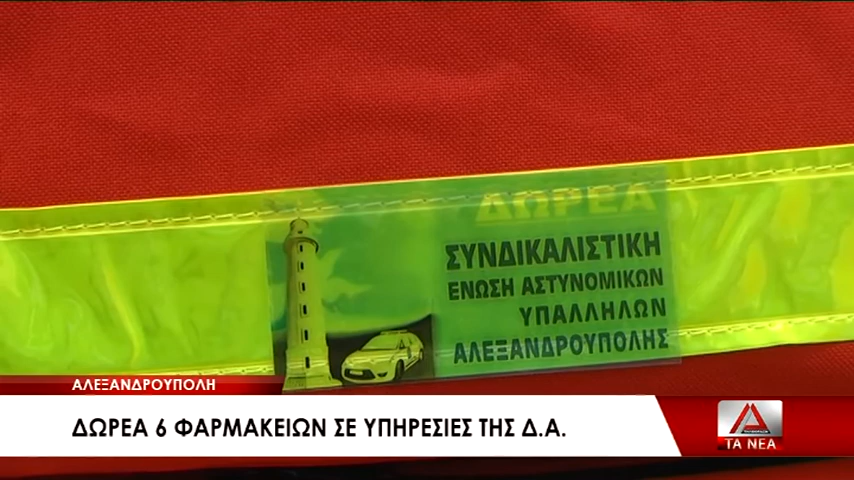 ΔΩΡΕΑ
ΣΥΝΔΙΚΑΛΙΣΤΙΚΗ
ΕΝΩΣΗ ΑΣΤΥΝΟΜΙΚΩΝ
ΥΠΑΛΛΗΛΩΝ
ΑΛΕΞΑΝΔΡΟΥΠΟΛΗΣ
ΑΛΕΞΑΝΔΡΟΥΠΟΛΗ
ΔΩΡΕΑ 6 ΦΑΡΜΑΚΕΙΩΝ ΣΕ ΥΠΗΡΕΣΙΕΣ ΤΗΣ Δ.Α.
ΤΑ ΝΕΑ